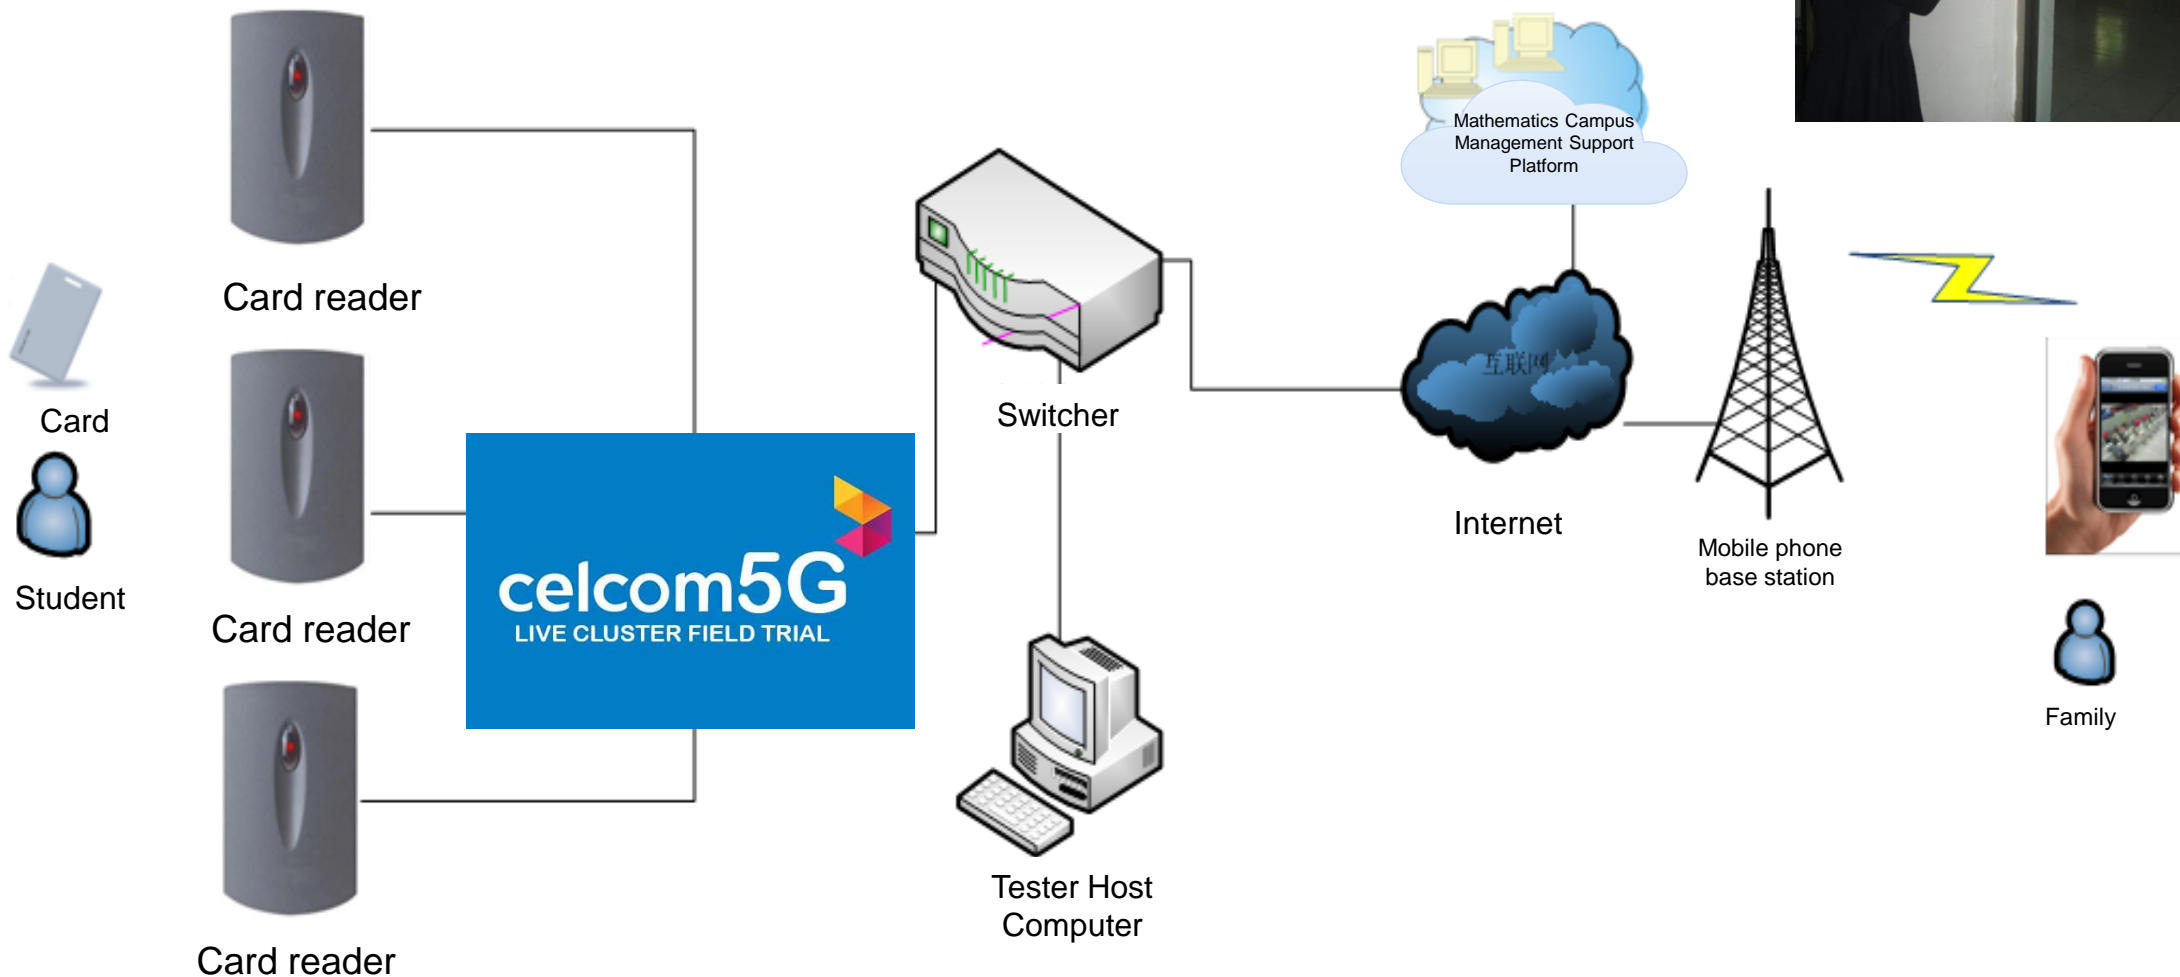 Card reader
Card
Student
Card reader
Card reader
celcom5G
LIVE CLUSTER FIELD TRIAL
Switcher
Tester Host
Computer
Mathematics Campus
Management Support
Platform
互联网
Internet
Mobile phone
base station
Family